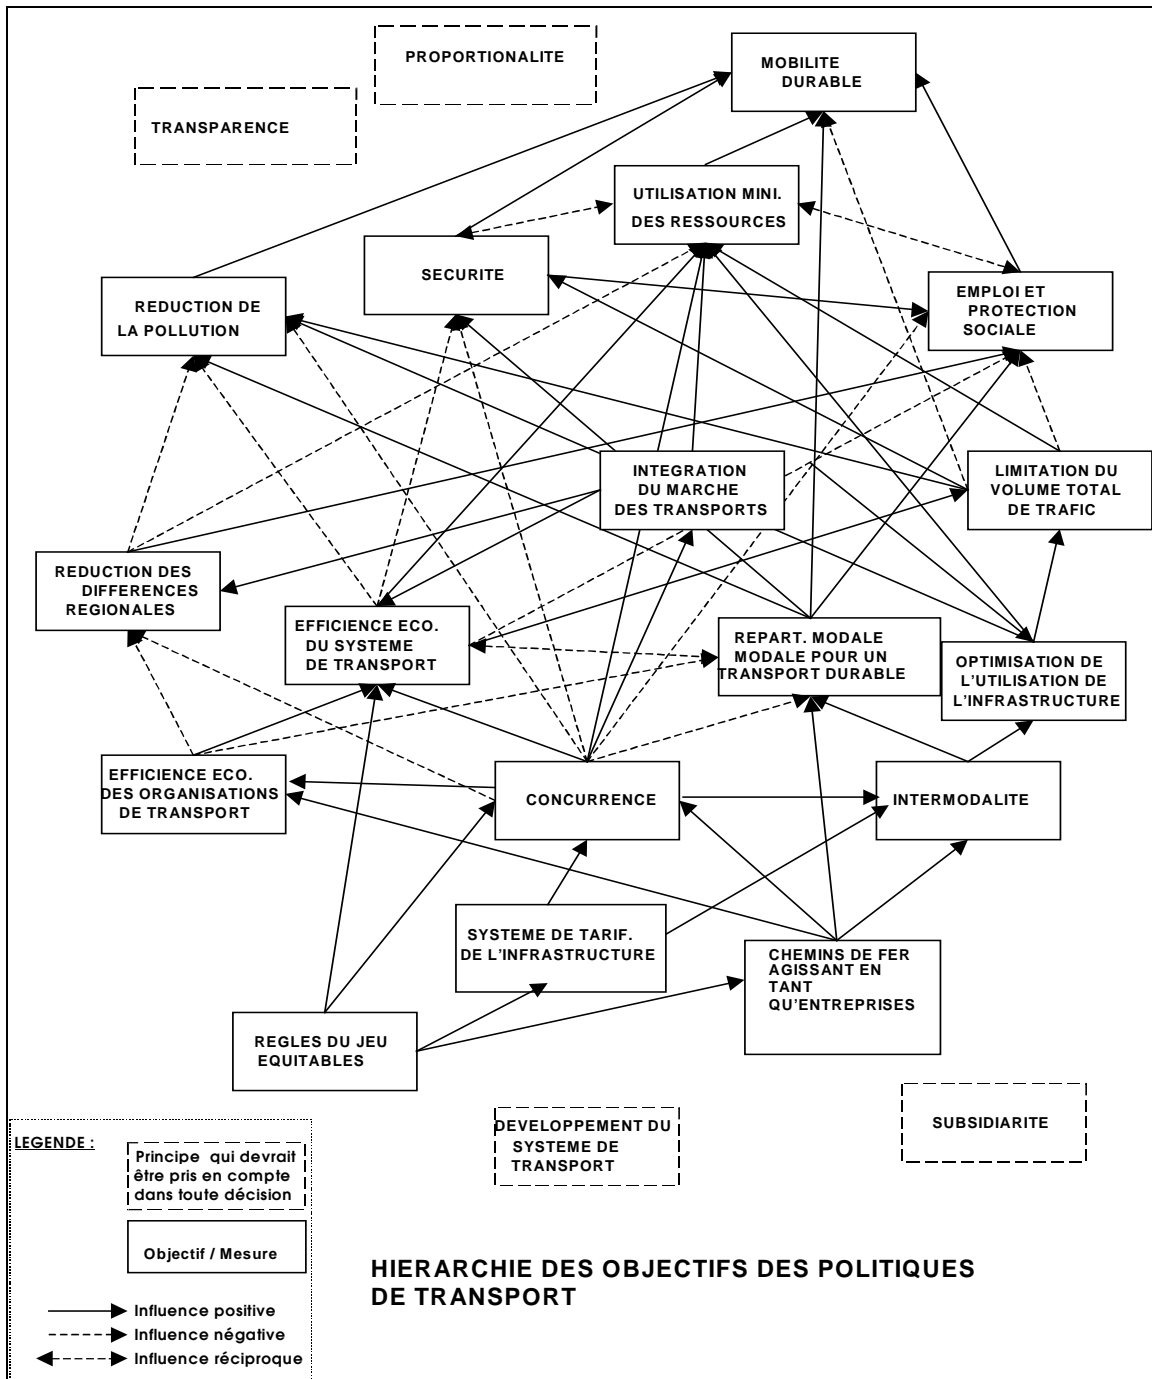 PROPORTIONALITE
MOBILITE
DURABLE
TRANSPARENCE
UTILISATION MINI.
DES RESSOURCES
SECURITE
REDUCTION DE
LA POLLUTION
EMPLOI ET
PROTECTION
SOCIALE
INTEGRATION
DU MARCHE
DES TRANSPORTS
LIMITATION DU
VOLUME TOTAL
DE TRAFIC
REDUCTION DES
DIFFERENCES
REGIONALES
EFFICIENCE ECO.
DU SYSTEME
DE TRANSPORT
REPART. MODALE
MODALE POUR UN
TRANSPORT DURABLE
OPTIMISATION DE
L'UTILISATION DE
L'INFRASTRUCTURE
EFFICIENCE ECO.
DES ORGANISATIONS
DE TRANSPORT
CONCURRENCE
INTERMODALITE
SYSTEME DE TARIF.
DE L'INFRASTRUCTURE
CHEMINS DE FER
AGISSANT EN
TANT
QU'ENTREPRISES
REGLES DU JEU
EQUITABLES
DEVELOPPEMENT DU
SYSTEME DE
TRANSPORT
SUBSIDIARITE
LEGENDE :
Principe qui devrait
être pris en compte
dans toute décision
Objectif / Mesure
Influence positive
Influence négative
Influence réciproque
HIERARCHIE DES OBJECTIFS DES POLITIQUES
DE TRANSPORT